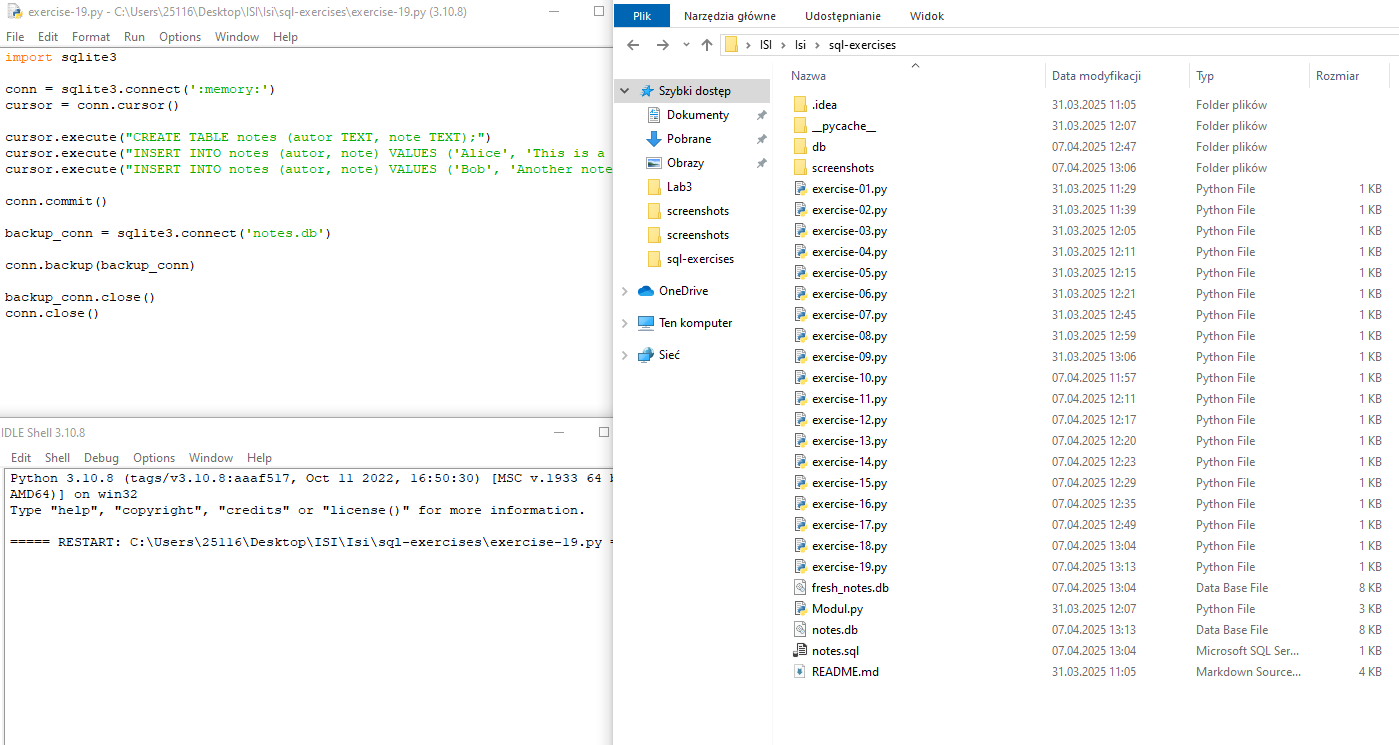 exercise-19.py - C:\Users\25116\Desktop\ISI\Isi\sql-exercises\exercise-19.py (3.10.8)
File Edit Format Run Options Window Help
import sqlite3
conn = sqlite3.connect(':memory:')
cursor = conn.cursor()
cursor.execute("CREATE TABLE notes (autor TEXT, note TEXT);")
cursor.execute("INSERT INTO notes (autor, note) VALUES ('Alice', 'This is a
cursor.execute("INSERT INTO notes (autor, note) VALUES ('Bob', 'Another note
conn.commit()
backup_conn = sqlite3.connect('notes.db')
conn.backup(backup_conn)
backup_conn.close()
conn.close()
IDLE Shell 3.10.8
Edit Shell Debug Options Window Help
Python 3.10.8 (tags/v3.10.8:aaaf517, Oct 11 2022, 16:50:30) [MSC v.1933 64 b
AMD64)] on win32
Type "help", "copyright", "credits" or "license()" for more information.
===== RESTART: C:\Users\25116\Desktop\ISI\Isi\sql-exercises\exercise-19.py =
Plik Narzędzia główne Udostępnianie Widok
ISI > Isi > sql-exercises
Szybki dostęp
Dokumenty
Pobrane
Obrazy
Lab3
screenshots
screenshots
sql-exercises
OneDrive
Ten komputer
Sieć
Nazwa Data modyfikacji Typ Rozmiar
.idea 31.03.2025 11:05 Folder plików
__pycache__ 31.03.2025 12:07 Folder plików
db 07.04.2025 12:47 Folder plików
screenshots 07.04.2025 13:06 Folder plików
exercise-01.py 31.03.2025 11:29 Python File 1 KB
exercise-02.py 31.03.2025 11:39 Python File 1 KB
exercise-03.py 31.03.2025 12:05 Python File 1 KB
exercise-04.py 31.03.2025 12:11 Python File 1 KB
exercise-05.py 31.03.2025 12:15 Python File 1 KB
exercise-06.py 31.03.2025 12:21 Python File 1 KB
exercise-07.py 31.03.2025 12:45 Python File 1 KB
exercise-08.py 31.03.2025 12:59 Python File 1 KB
exercise-09.py 31.03.2025 13:06 Python File 1 KB
exercise-10.py 07.04.2025 11:57 Python File 1 KB
exercise-11.py 07.04.2025 12:11 Python File 1 KB
exercise-12.py 07.04.2025 12:17 Python File 1 KB
exercise-13.py 07.04.2025 12:20 Python File 1 KB
exercise-14.py 07.04.2025 12:23 Python File 1 KB
exercise-15.py 07.04.2025 12:29 Python File 1 KB
exercise-16.py 07.04.2025 12:35 Python File 1 KB
exercise-17.py 07.04.2025 12:49 Python File 1 KB
exercise-18.py 07.04.2025 13:04 Python File 1 KB
exercise-19.py 07.04.2025 13:13 Python File 1 KB
fresh_notes.db 07.04.2025 13:04 Data Base File 8 KB
Modul.py 31.03.2025 12:07 Python File 3 KB
notes.db 07.04.2025 13:13 Data Base File 8 KB
notes.sql 07.04.2025 13:04 Microsoft SQL Ser... 1 KB
README.md 31.03.2025 11:05 Markdown Source... 4 KB